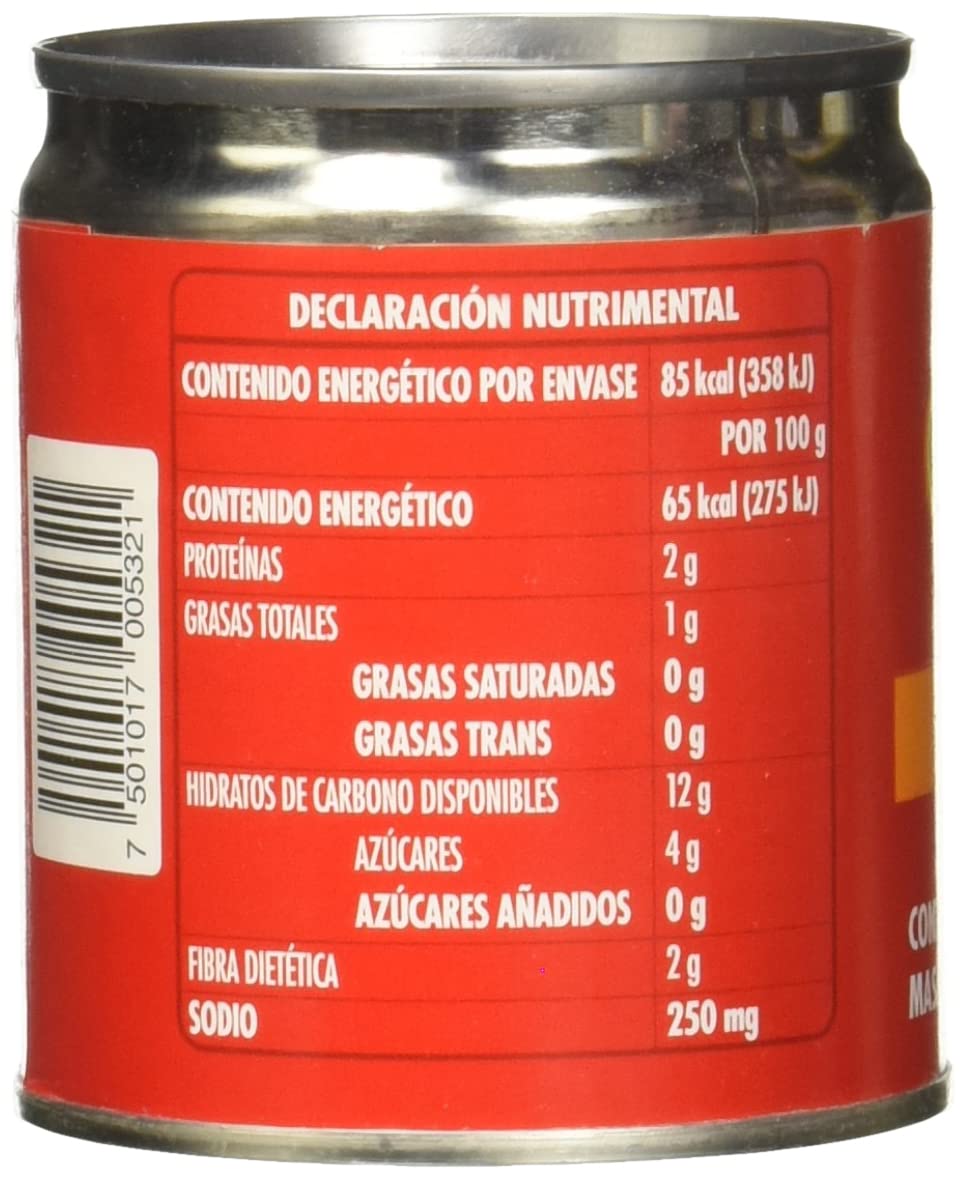 DECLARACIÓN NUTRIMENTAL
CONTENIDO ENERGÉTICO POR ENVASE 85 kcal (358 kJ)
POR 100 g
CONTENIDO ENERGÉTICO 65 kcal (275 kJ)
PROTEÍNAS 2 g
GRASAS TOTALES 1 g
GRASAS SATURADAS 0 g
GRASAS TRANS 0 g
HIDRATOS DE CARBONO DISPONIBLES 12 g
AZÚCARES 4 g
AZÚCARES AÑADIDOS 0 g
FIBRA DIETÉTICA 2 g
SODIO 250 mg
7 501017 005321